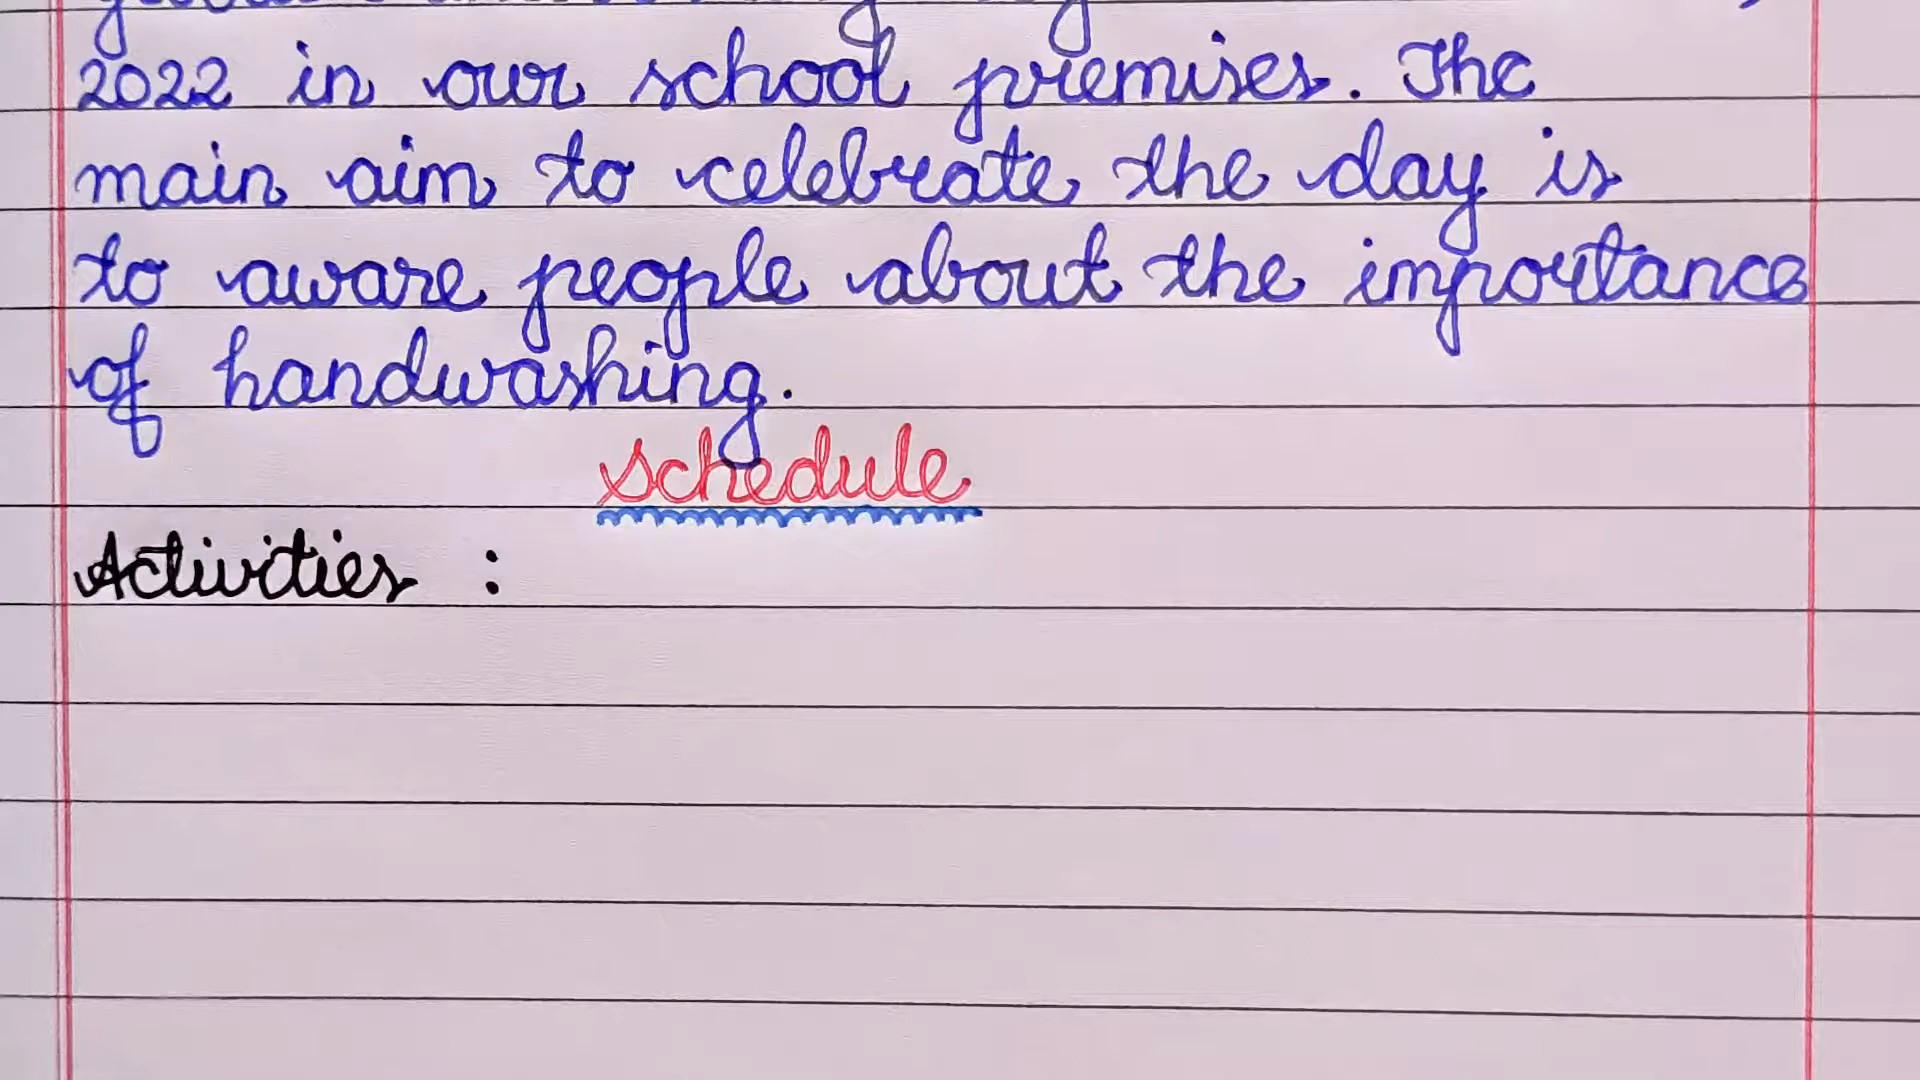 2022 in our school premises. The
main aim to celebrate the day is
to aware people about the importance
of handwashing.
Schedule
Activities :